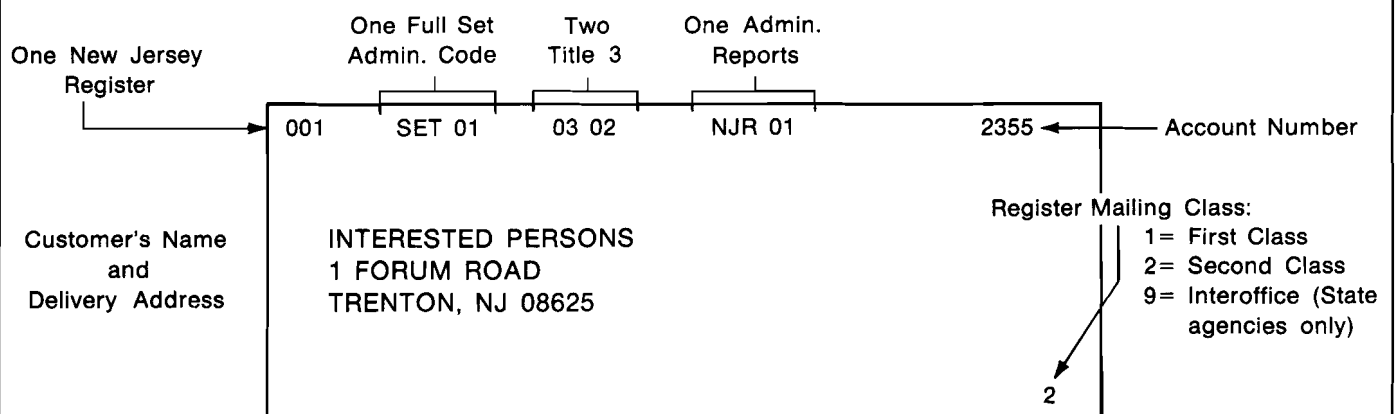 One Full Set
Admin. Code
Two
Title 3
One Admin.
Reports
One New Jersey
Register
001 SET 01 03 02 NJR 01 2355
Account Number
Customer's Name
and
Delivery Address
INTERESTED PERSONS
1 FORUM ROAD
TRENTON, NJ 08625
Register Mailing Class:
1= First Class
2= Second Class
9= Interoffice (State
agencies only)
2